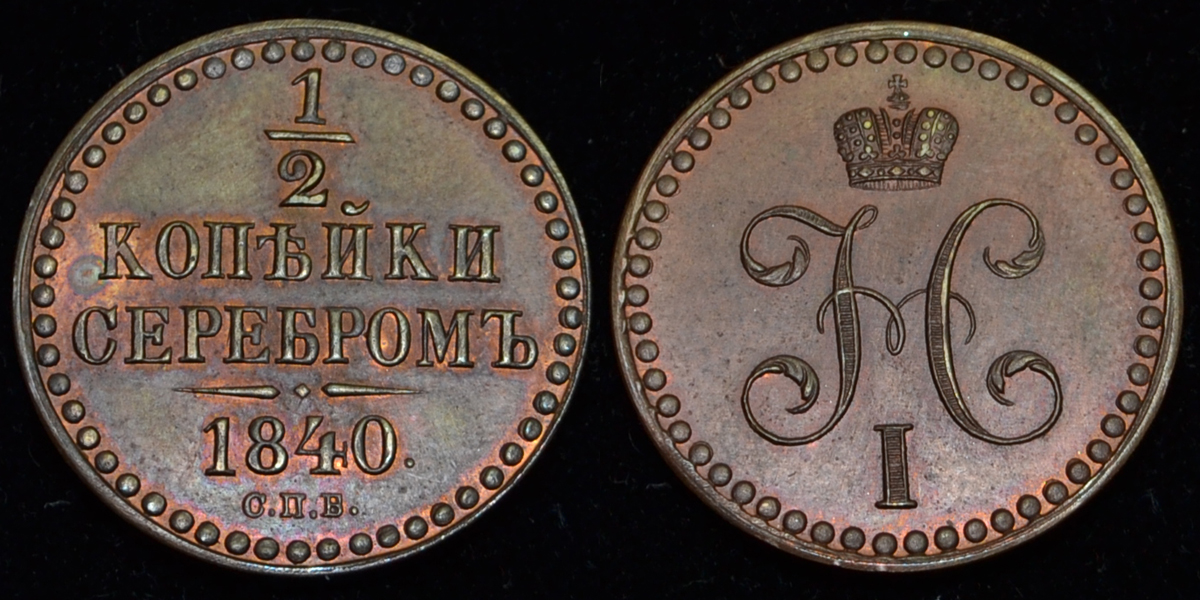 1
2
КОПѢЙКИ
СЕРЕБРОМЪ
1840.
С.П.Б.
Н
I